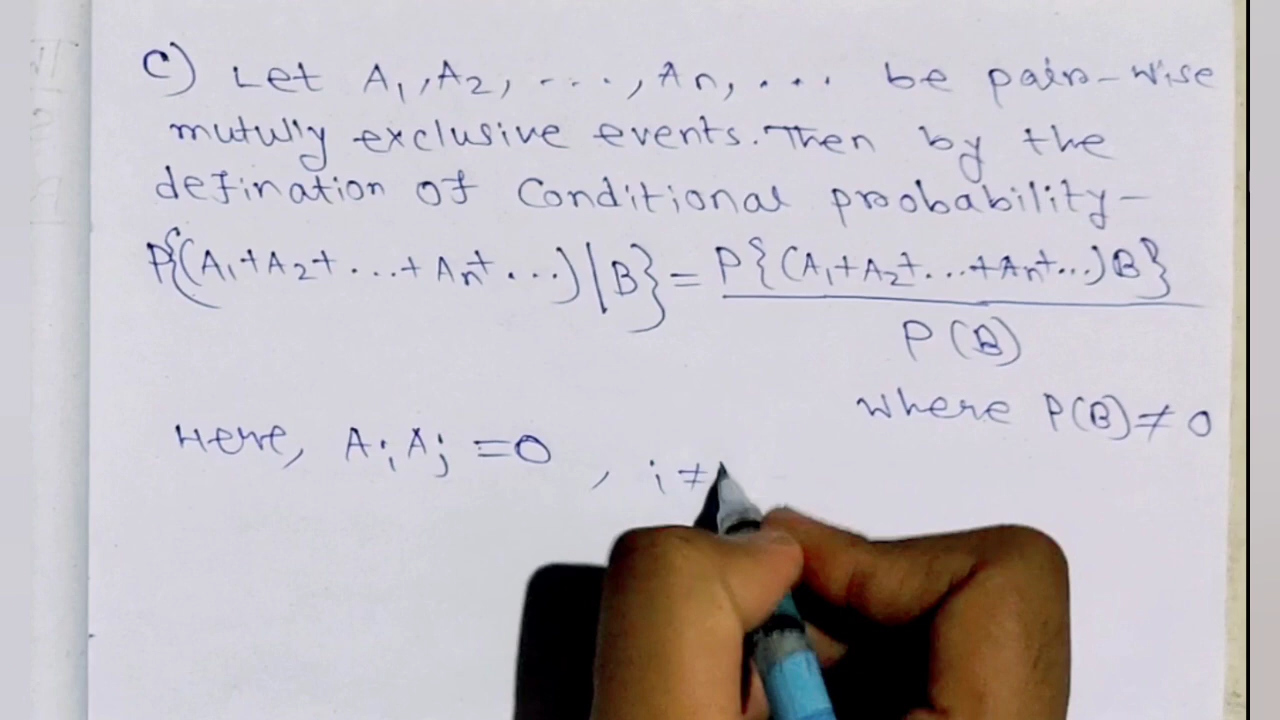 C) Let A₁, A₂, ...., An, ... be pair-wise
mutully exclusive events. Then by the
defination of Conditional probability-
P{(A₁+A₂+...+An+...)|B} = P{(A₁+A₂+...+An+...)B}
P(B)
where P(B)≠0
Here, AᵢAⱼ =0 , i≠